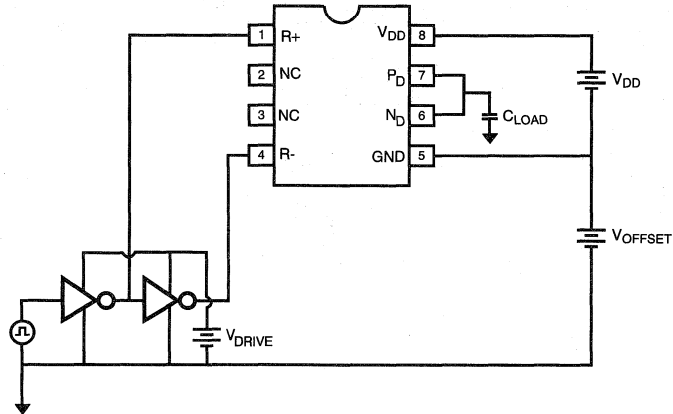 1 R+
2 NC
3 NC
4 R-
VDD 8
PD 7
ND 6
GND 5
VDD
CLOAD
VOFFSET
VDRIVE